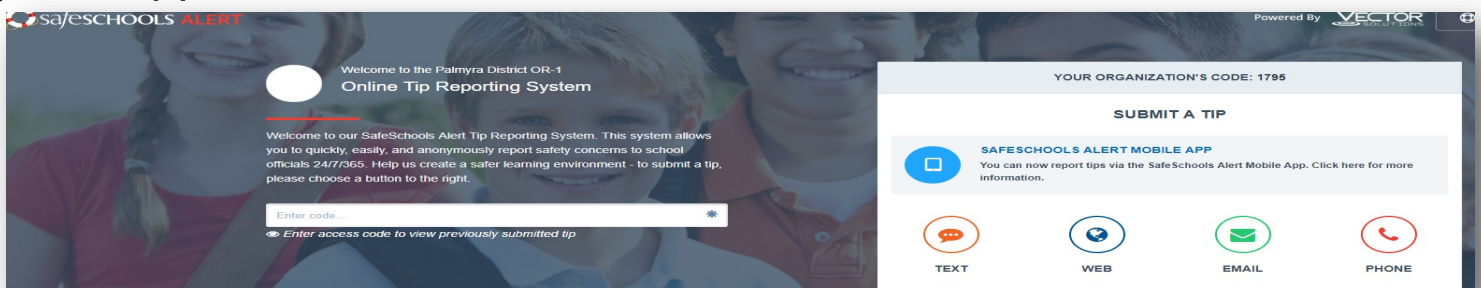 SafeSCHOOLS ALERT
Powered By VECTOR SOLUTIONS
Welcome to the Palmyra District OR-1
Online Tip Reporting System
Welcome to our SafeSchools Alert Tip Reporting System. This system allows
you to quickly, easily, and anonymously report safety concerns to school
officials 24/7/365. Help us create a safer learning environment - to submit a tip,
please choose a button to the right.
Enter code...
Enter access code to view previously submitted tip
YOUR ORGANIZATION'S CODE: 1795
SUBMIT A TIP
SAFESCHOOLS ALERT MOBILE APP
You can now report tips via the SafeSchools Alert Mobile App. Click here for more
information.
TEXT
WEB
EMAIL
PHONE